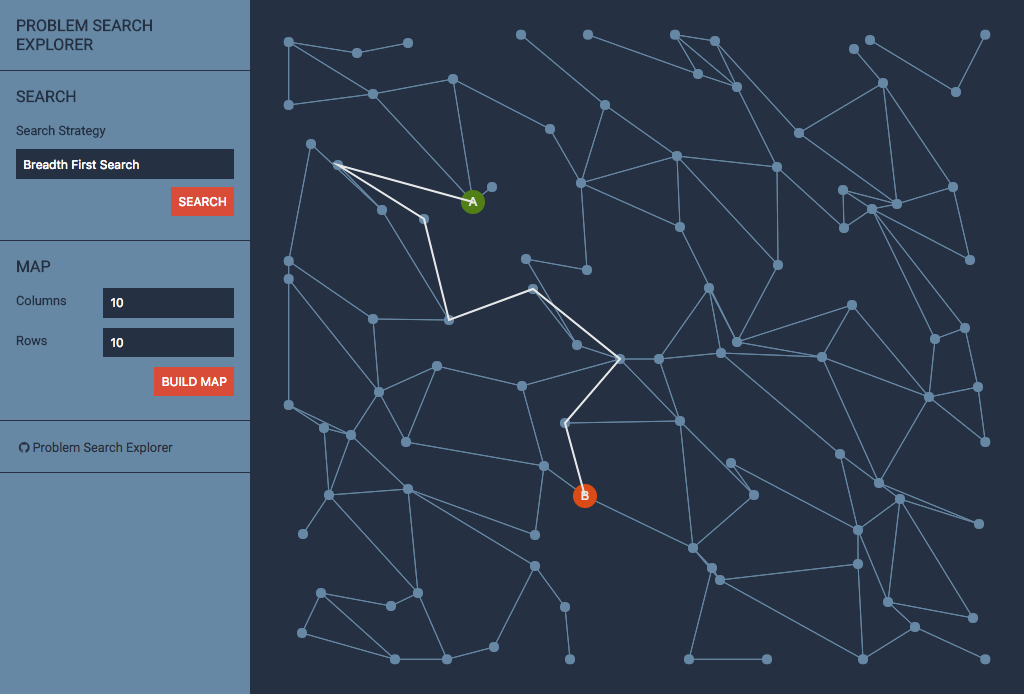 PROBLEM SEARCH
EXPLORER
SEARCH
Search Strategy
Breadth First Search
SEARCH
MAP
Columns 10
Rows 10
BUILD MAP
Problem Search Explorer
A
B